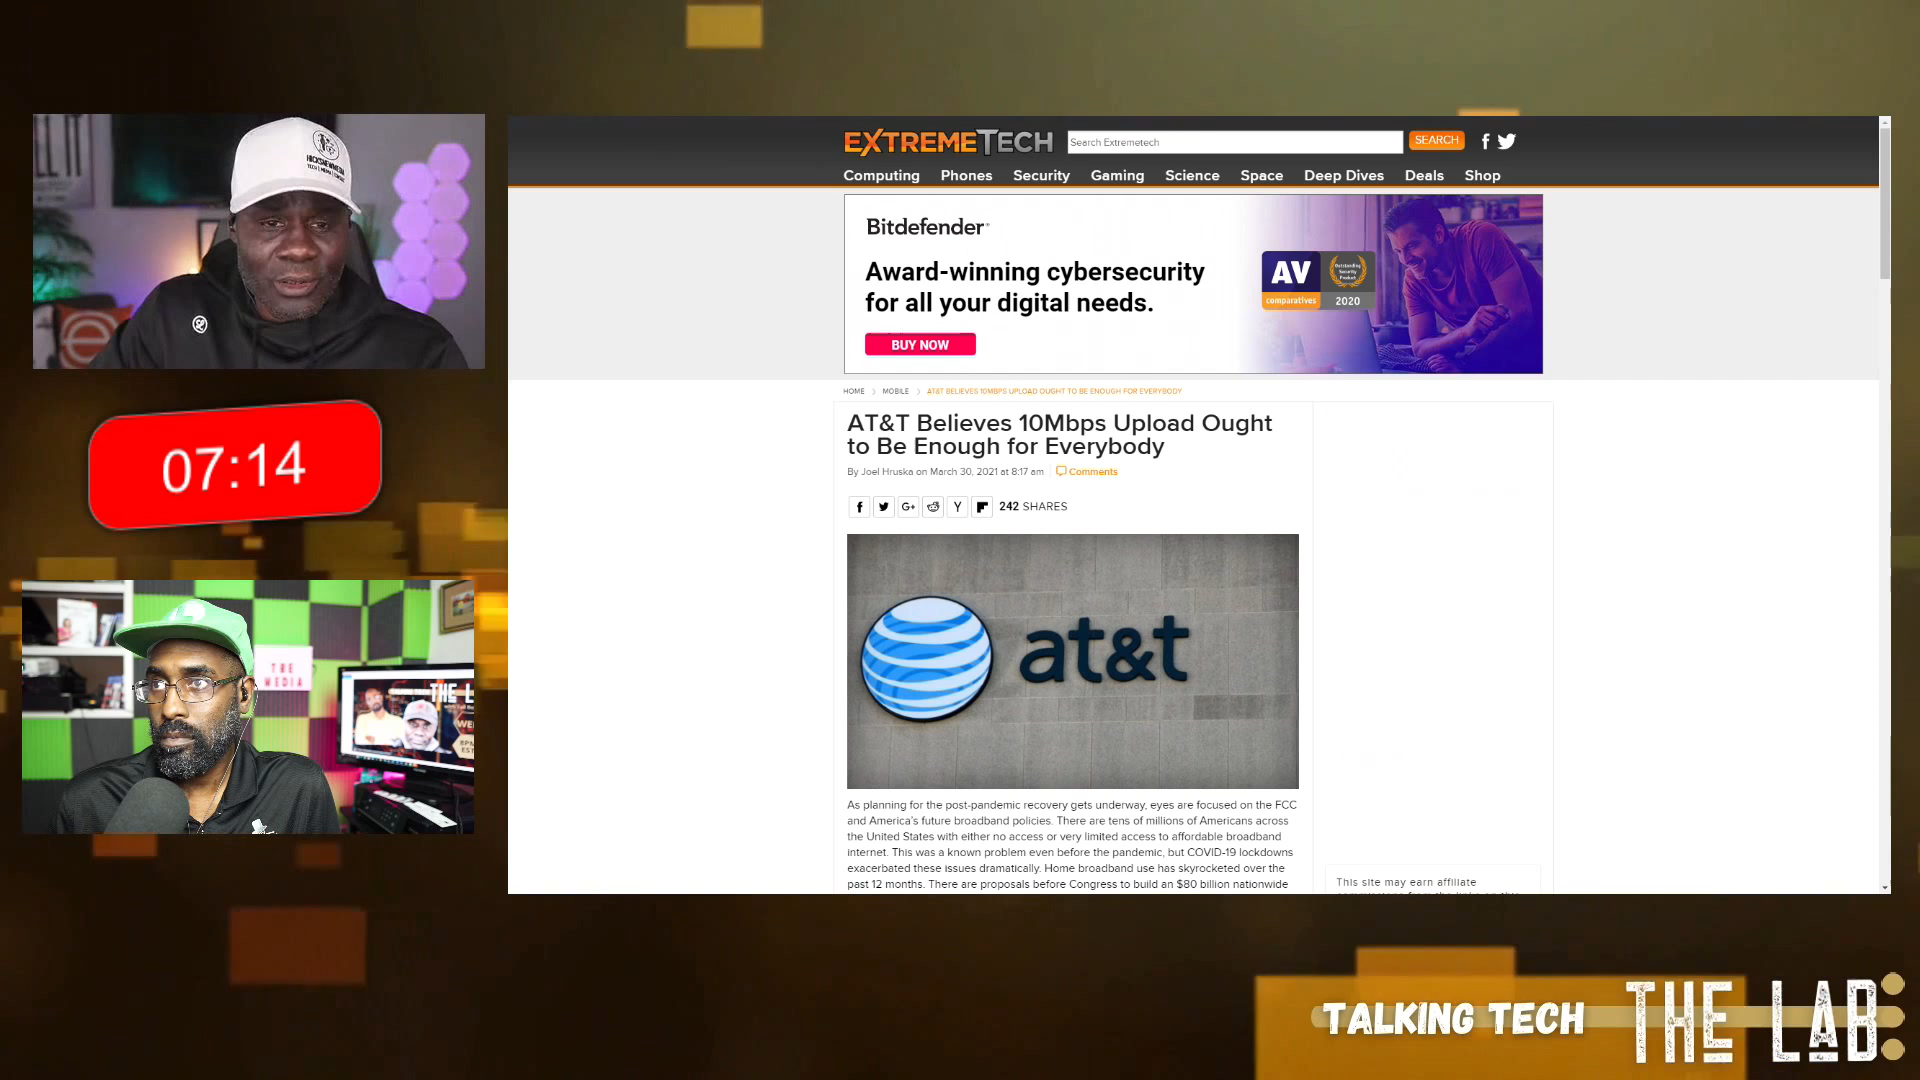 HICKSNEWMEDIA
07:14
TBE
MEDIA
THE L
EXTREMETECH
Search Extremetech
SEARCH
Computing Phones Security Gaming Science Space Deep Dives Deals Shop
Bitdefender
Award-winning cybersecurity
for all your digital needs.
BUY NOW
AV
comparatives
Outstanding
Security
Product
2020
HOME > MOBILE > AT&T BELIEVES 10MBPS UPLOAD OUGHT TO BE ENOUGH FOR EVERYBODY
AT&T Believes 10Mbps Upload Ought
to Be Enough for Everybody
By Joel Hruska on March 30, 2021 at 8:17 am Comments
242 SHARES
at&t
As planning for the post-pandemic recovery gets underway, eyes are focused on the FCC
and America's future broadband policies. There are tens of millions of Americans across
the United States with either no access or very limited access to affordable broadband
internet. This was a known problem even before the pandemic, but COVID-19 lockdowns
exacerbated these issues dramatically. Home broadband use has skyrocketed over the
past 12 months. There are proposals before Congress to build an $80 billion nationwide
This site may earn affiliate
TALKING TECH
THE LAB